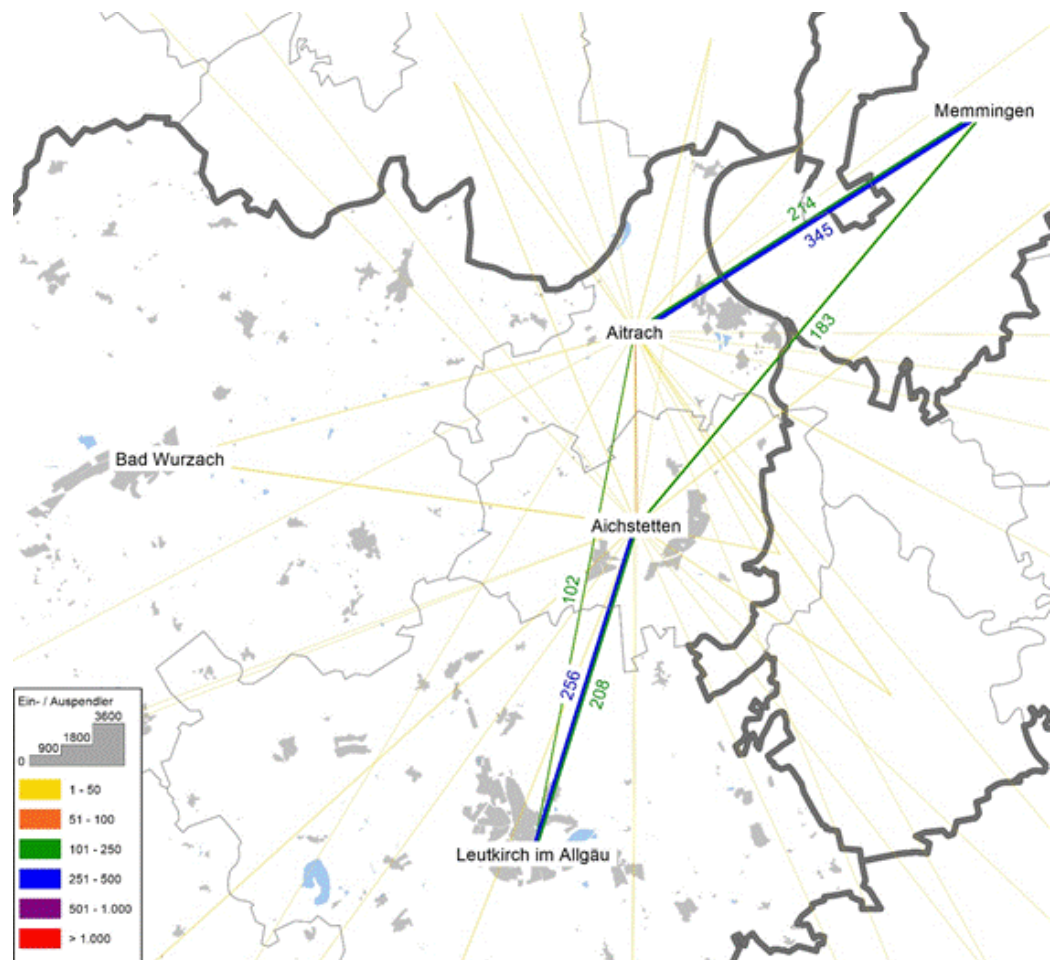 Memmingen
214
345
Aitrach
183
Bad Wurzach
Aichstetten
102
256
208
Leutkirch im Allgäu
Ein- / Auspendler
3600
1800
900
0
1 - 50
51 - 100
101 - 250
251 - 500
501 - 1.000
> 1.000